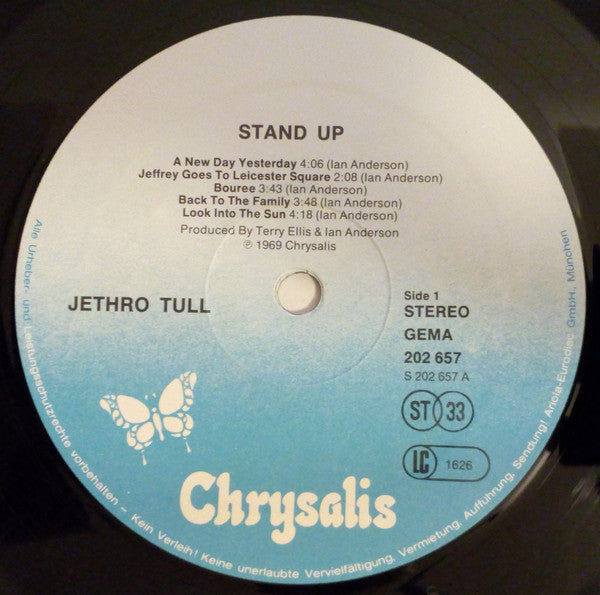 STAND UP
A New Day Yesterday 4:06 (Ian Anderson)
Jeffrey Goes To Leicester Square 2:08 (Ian Anderson)
Bouree 3:43 (Ian Anderson)
Back To The Family 3:48 (Ian Anderson)
Look Into The Sun 4:18 (Ian Anderson)
Produced By Terry Ellis & Ian Anderson
℗ 1969 Chrysalis
JETHRO TULL
Side 1
STEREO
GEMA
202 657
S 202 657 A
ST 33
LC 1626
Chrysalis
Alle Urheber- und Leistungsschutzrechte vorbehalten – Kein Verleih! Keine unerlaubte Vervielfältigung, Vermietung, Aufführung, Sendung! Ariola-Eurodisc GmbH., München